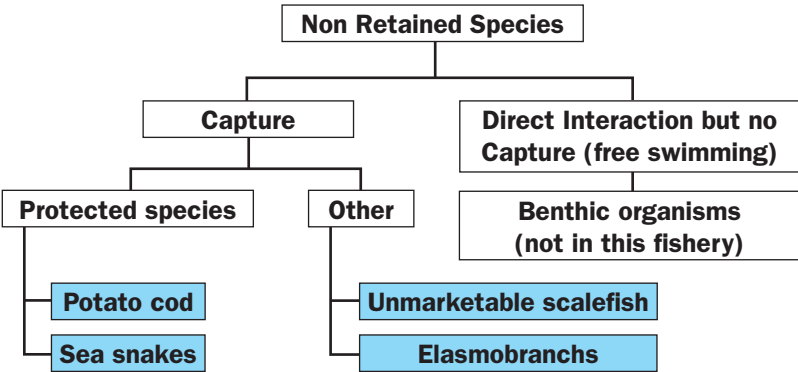 Non Retained Species
Capture
Direct Interaction but no
Capture (free swimming)
Protected species
Other
Benthic organisms
(not in this fishery)
Potato cod
Unmarketable scalefish
Sea snakes
Elasmobranchs